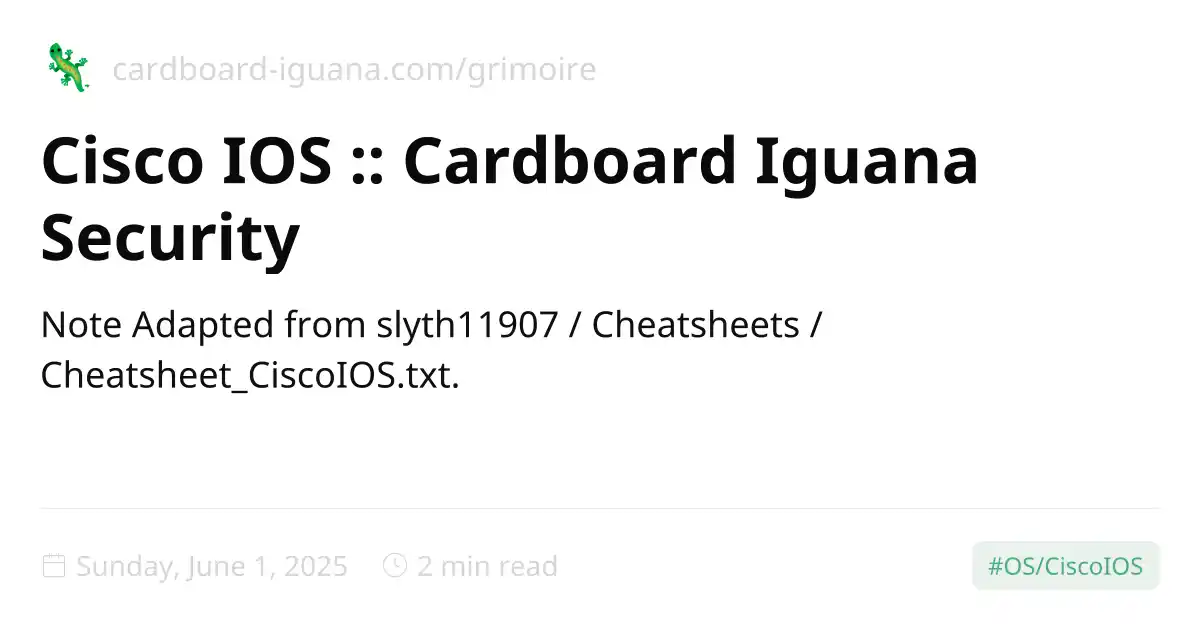 cardboard-iguana.com/grimoire
Cisco IOS :: Cardboard Iguana
Security
Note Adapted from slyth11907 / Cheatsheets /
Cheatsheet_CiscoIOS.txt.
Sunday, June 1, 2025 2 min read #OS/CiscoIOS